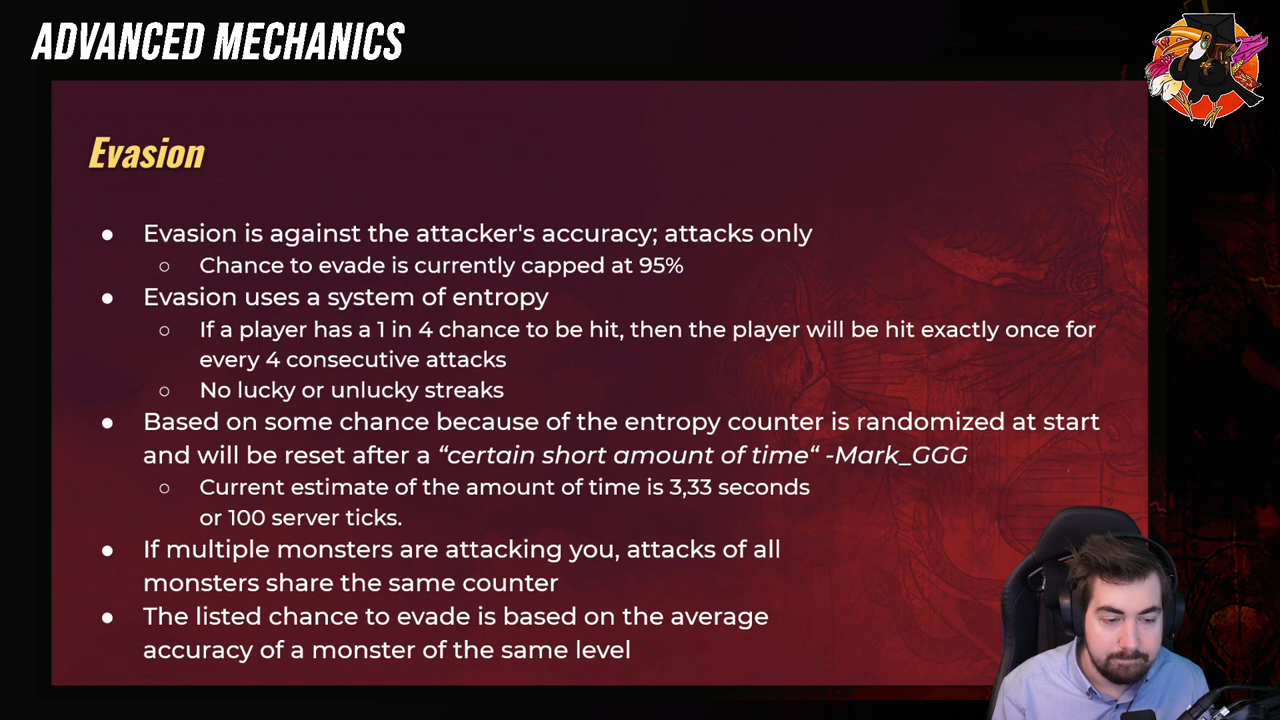 ADVANCED MECHANICS
Evasion
● Evasion is against the attacker's accuracy; attacks only
○ Chance to evade is currently capped at 95%
● Evasion uses a system of entropy
○ If a player has a 1 in 4 chance to be hit, then the player will be hit exactly once for
every 4 consecutive attacks
○ No lucky or unlucky streaks
● Based on some chance because of the entropy counter is randomized at start
and will be reset after a “certain short amount of time“ -Mark_GGG
○ Current estimate of the amount of time is 3,33 seconds
or 100 server ticks.
● If multiple monsters are attacking you, attacks of all
monsters share the same counter
● The listed chance to evade is based on the average
accuracy of a monster of the same level